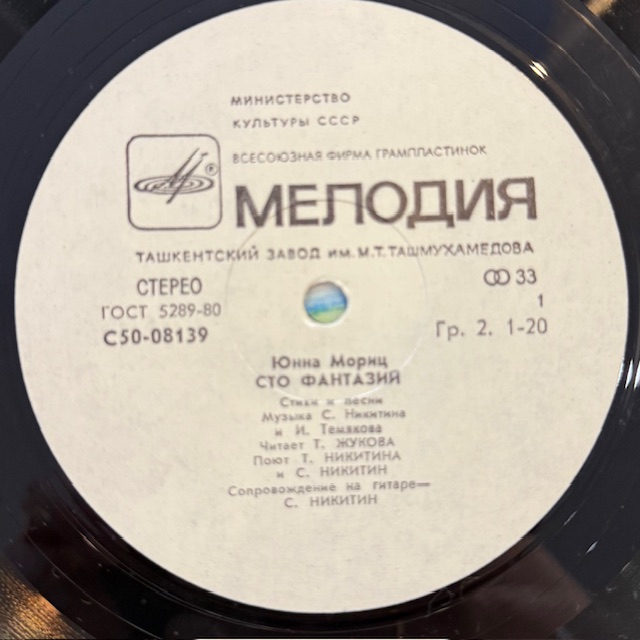 МИНИСТЕРСТВО
КУЛЬТУРЫ СССР
ВСЕСОЮЗНАЯ ФИРМА ГРАМПЛАСТИНОК
®
МЕЛОДИЯ
ТАШКЕНТСКИЙ ЗАВОД ИМ. М.Т.ТАШМУХАМЕДОВА
СТЕРЕО
33
ГОСТ 5289-80
1
С50-08139
Гр. 2. 1-20
Юнна Мориц
СТО ФАНТАЗИЙ
Стихи и песни
Музыка С. Никитина
и И. Темакова
Читает Т. ЖУКОВА
Поют Т. НИКИТИНА
и С. НИКИТИН
Сопровождение на гитаре—
С. НИКИТИН